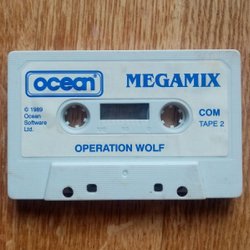 ocean MEGAMIX
© 1989
Ocean
Software
Ltd.
COM
TAPE 2
OPERATION WOLF